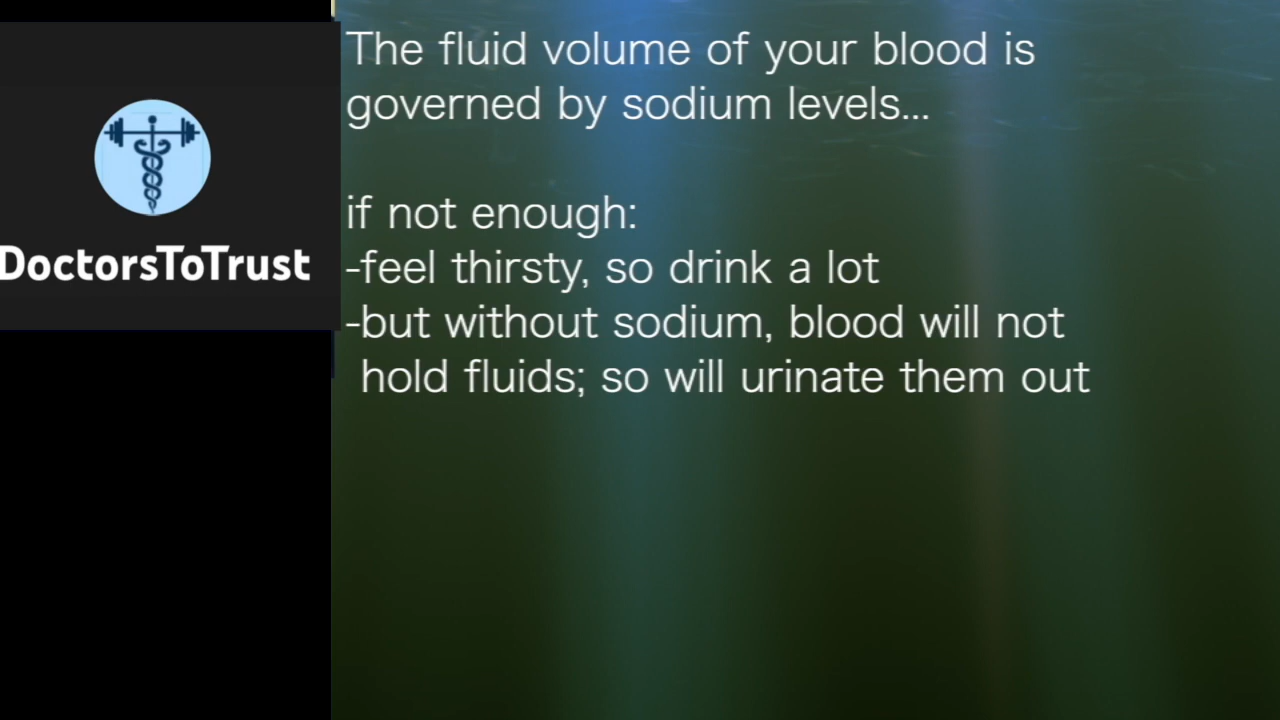 DoctorsToTrust
The fluid volume of your blood is
governed by sodium levels...
if not enough:
-feel thirsty, so drink a lot
-but without sodium, blood will not
hold fluids; so will urinate them out